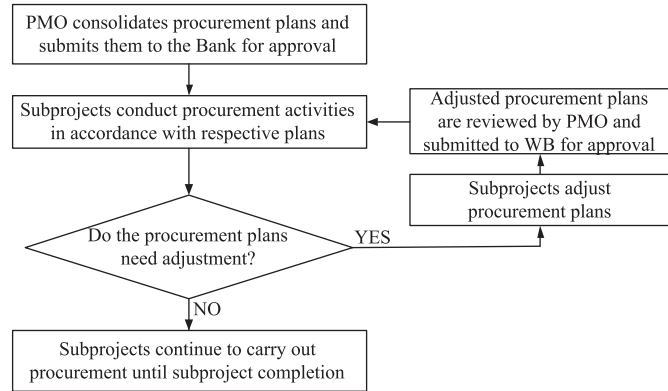 PMO consolidates procurement plans and
submits them to the Bank for approval
Subprojects conduct procurement activities
in accordance with respective plans
Adjusted procurement plans
are reviewed by PMO and
submitted to WB for approval
Subprojects adjust
procurement plans
Do the procurement plans
need adjustment?
YES
NO
Subprojects continue to carry out
procurement until subproject completion